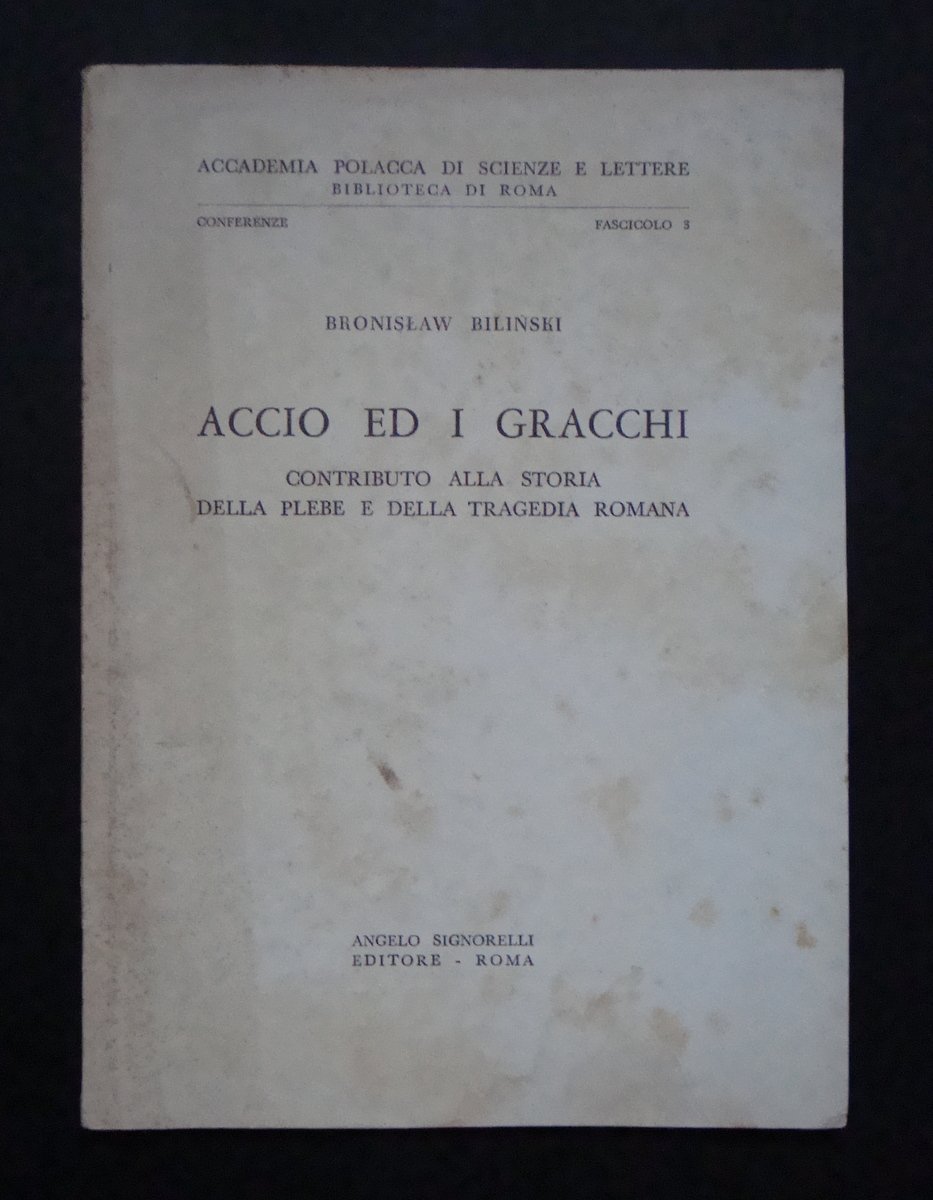 ACCADEMIA POLACCA DI SCIENZE E LETTERE
BIBLIOTECA DI ROMA
CONFERENZE FASCICOLO 3
BRONISŁAW BILIŃSKI
ACCIO ED I GRACCHI
CONTRIBUTO ALLA STORIA
DELLA PLEBE E DELLA TRAGEDIA ROMANA
ANGELO SIGNORELLI
EDITORE - ROMA